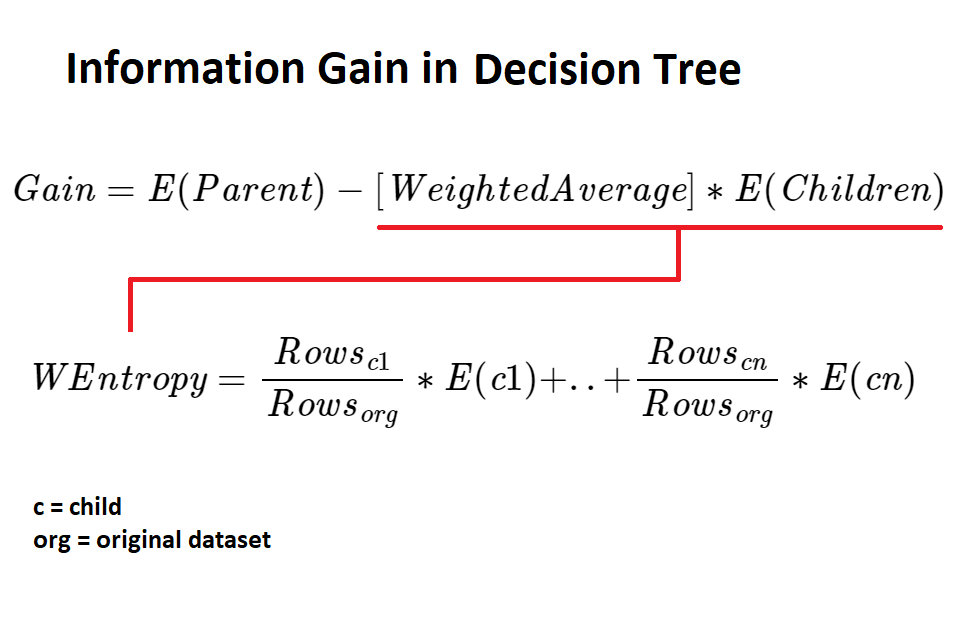 Information Gain in Decision Tree
Gain = E(Parent) − [WeightedAverage] * E(Children)
WEntropy = \frac{Rows_{c1}}{Rows_{org}} * E(c1)+..+\frac{Rows_{cn}}{Rows_{org}} * E(cn)
c = child
org = original dataset